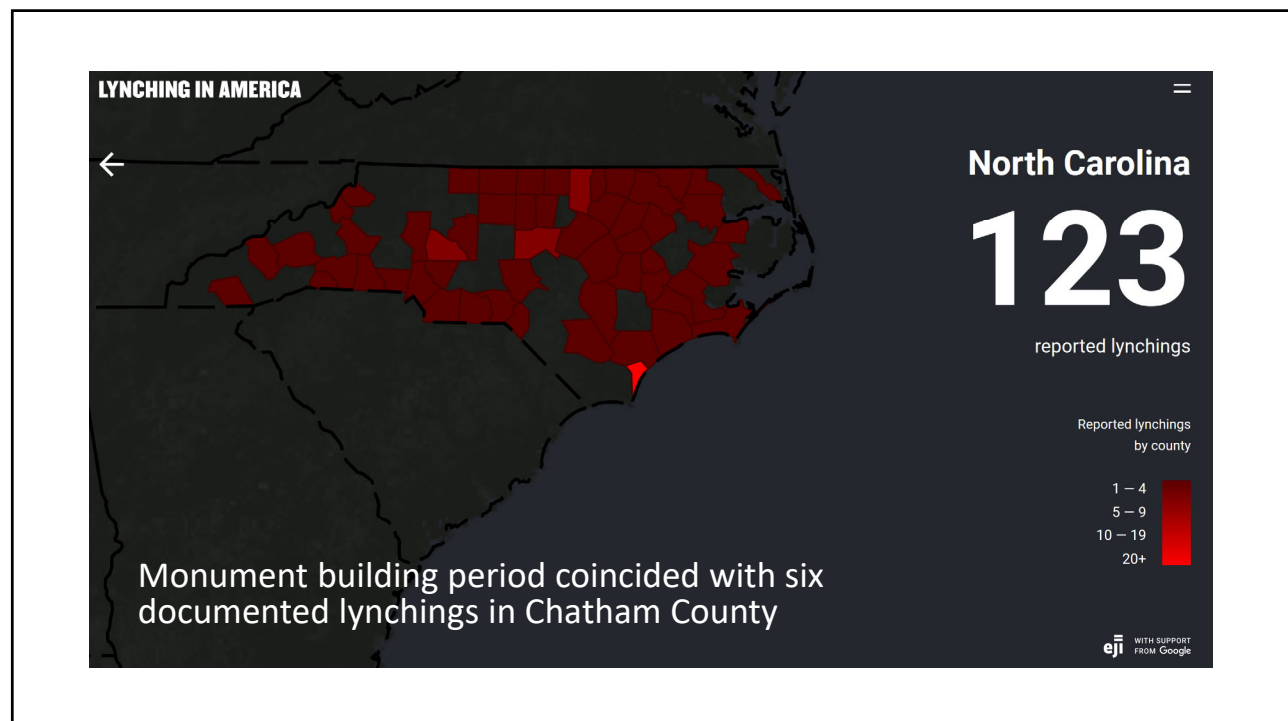 LYNCHING IN AMERICA
North Carolina
123
reported lynchings
Reported lynchings
by county
1 — 4
5 — 9
10 — 19
20+
Monument building period coincided with six
documented lynchings in Chatham County
eji WITH SUPPORT
FROM Google